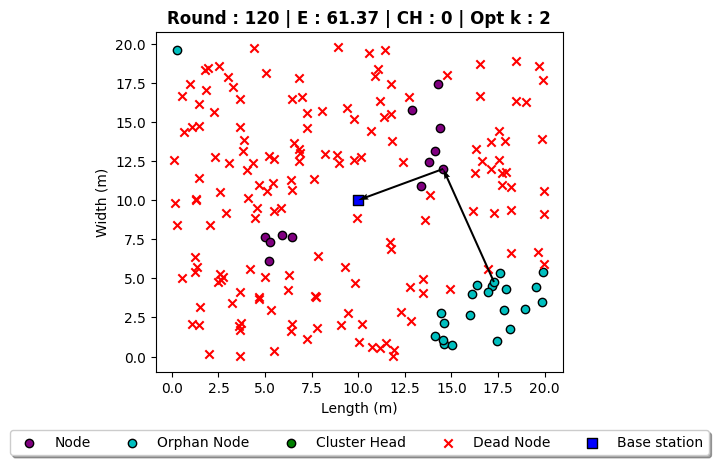 Round : 120 | E : 61.37 | CH : 0 | Opt k : 2
20.0
17.5
15.0
12.5
10.0
7.5
5.0
2.5
0.0
Width (m)
0.0 2.5 5.0 7.5 10.0 12.5 15.0 17.5 20.0
Length (m)
Node Orphan Node Cluster Head Dead Node Base station